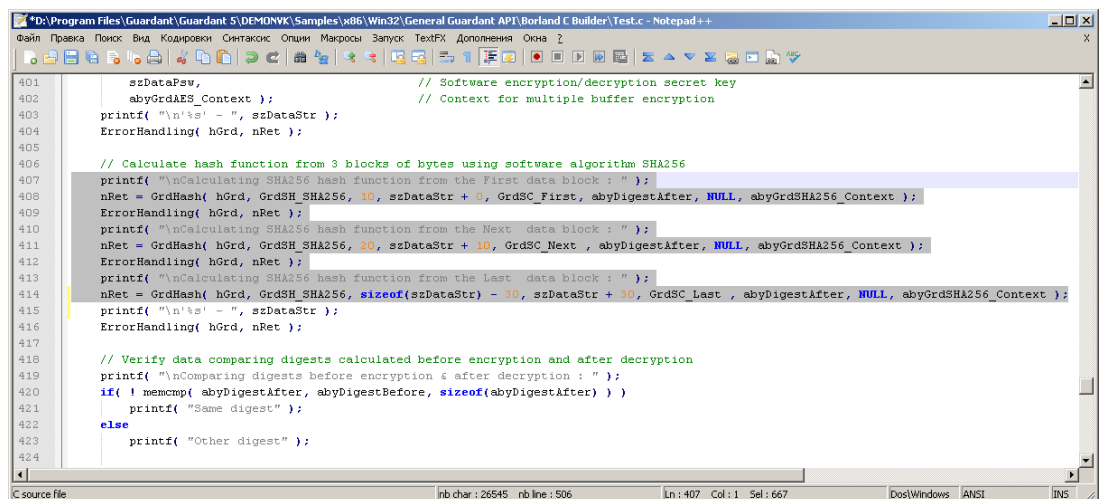 *D:\Program Files\Guardant\Guardant 5\DEMONVK\Samples\x86\Win32\General Guardant API\Borland C Builder\Test.c - Notepad++
Файл Правка Поиск Вид Кодировки Синтаксис Опции Макросы Запуск TextFX Дополнения Окна ? X
401 szDataPsw, // Software encryption/decryption secret key
402 abyGrdAES_Context ); // Context for multiple buffer encryption
403 printf( "\n'%s' - ", szDataStr );
404 ErrorHandling( hGrd, nRet );
405
406 // Calculate hash function from 3 blocks of bytes using software algorithm SHA256
407 printf( "\nCalculating SHA256 hash function from the First data block : " );
408 nRet = GrdHash( hGrd, GrdSH_SHA256, 10, szDataStr + 0, GrdSC_First, abyDigestAfter, NULL, abyGrdSHA256_Context );
409 ErrorHandling( hGrd, nRet );
410 printf( "\nCalculating SHA256 hash function from the Next  data block : " );
411 nRet = GrdHash( hGrd, GrdSH_SHA256, 20, szDataStr + 10, GrdSC_Next , abyDigestAfter, NULL, abyGrdSHA256_Context );
412 ErrorHandling( hGrd, nRet );
413 printf( "\nCalculating SHA256 hash function from the Last  data block : " );
414 nRet = GrdHash( hGrd, GrdSH_SHA256, sizeof(szDataStr) - 30, szDataStr + 30, GrdSC_Last , abyDigestAfter, NULL, abyGrdSHA256_Context );
415 printf( "\n'%s' - ", szDataStr );
416 ErrorHandling( hGrd, nRet );
417
418 // Verify data comparing digests calculated before encryption and after decryption
419 printf( "\nComparing digests before encryption & after decryption : " );
420 if( ! memcmp( abyDigestAfter, abyDigestBefore, sizeof(abyDigestAfter) ) )
421 printf( "Same digest" );
422 else
423 printf( "Other digest" );
424
C source file nb char : 26545 nb line : 506 Ln : 407 Col : 1 Sel : 667 Dos\Windows ANSI INS